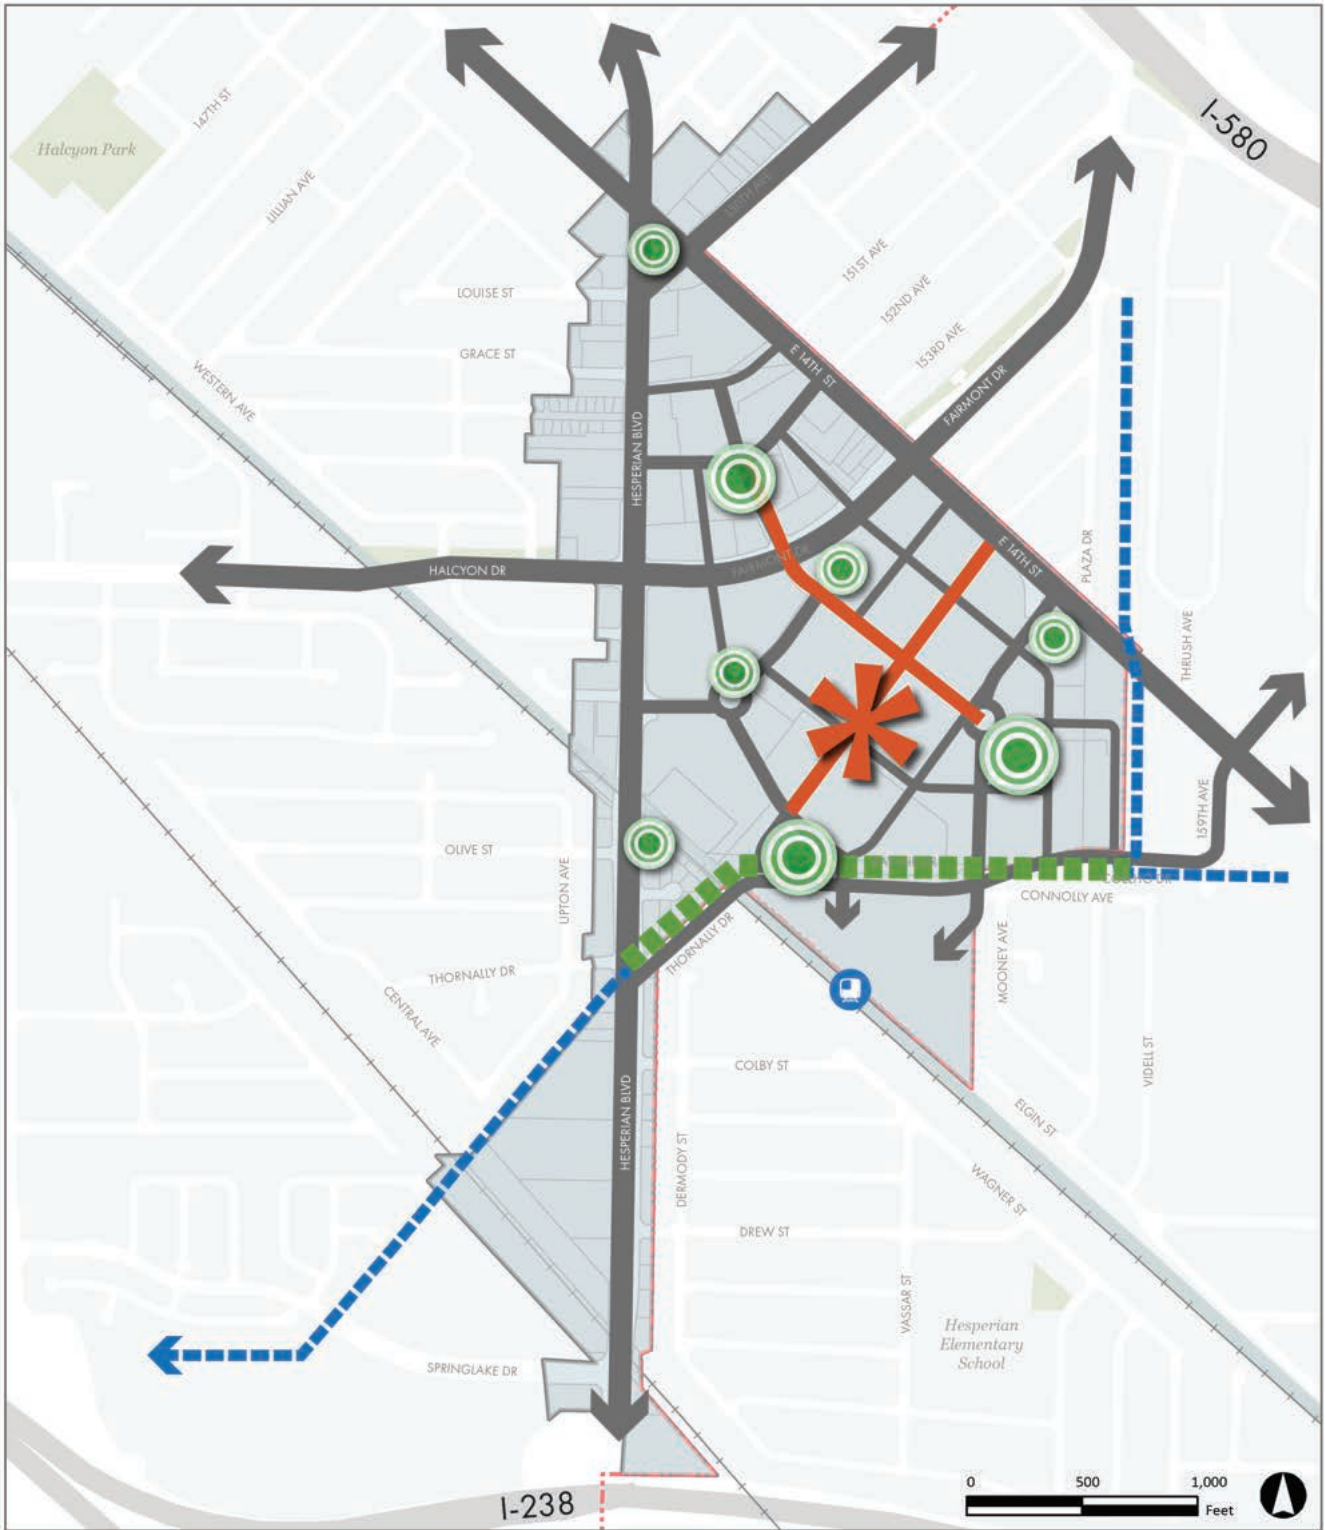 I-580
Halcyon Park
147TH ST
LILLIAN AVE
150TH AVE
151ST AVE
152ND AVE
153RD AVE
LOUISE ST
GRACE ST
WESTERN AVE
E 14TH ST
FAIRMONT DR
HESPERIAN BLVD
HALCYON DR
FAIRMONT DR
E 14TH ST
PLAZA DR
THRUSH AVE
159TH AVE
OLIVE ST
UPTON AVE
COELHO DR
CONNOLLY AVE
THORNALLY DR
THORNALLY DR
MOONEY AVE
CENTRAL AVE
COLBY ST
VIDELL ST
ELGIN ST
HESPERIAN BLVD
DERMODY ST
WAGNER ST
DREW ST
VASSAR ST
Hesperian
Elementary
School
SPRINGLAKE DR
I-238
0 500 1,000
Feet